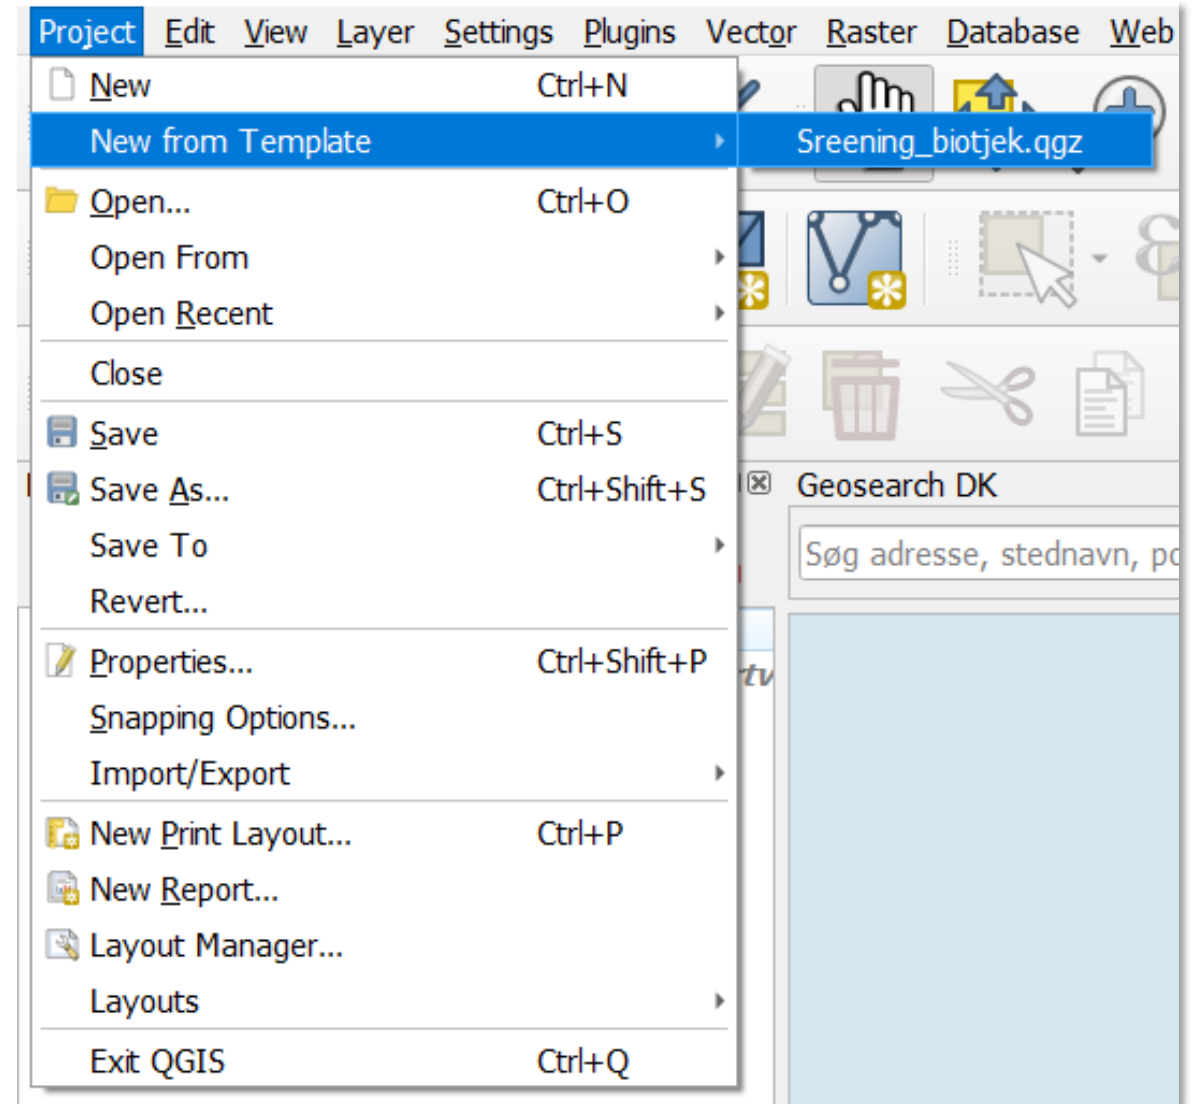 Project Edit View Layer Settings Plugins Vector Raster Database Web
New Ctrl+N
New from Template Sreening_biotjek.qgz
Open... Ctrl+O
Open From
Open Recent
Close
Save Ctrl+S
Save As... Ctrl+Shift+S
Geosearch DK
Save To
Søg adresse, stednavn, po
Revert...
Properties... Ctrl+Shift+P
rtv
Snapping Options...
Import/Export
New Print Layout... Ctrl+P
New Report...
Layout Manager...
Layouts
Exit QGIS Ctrl+Q